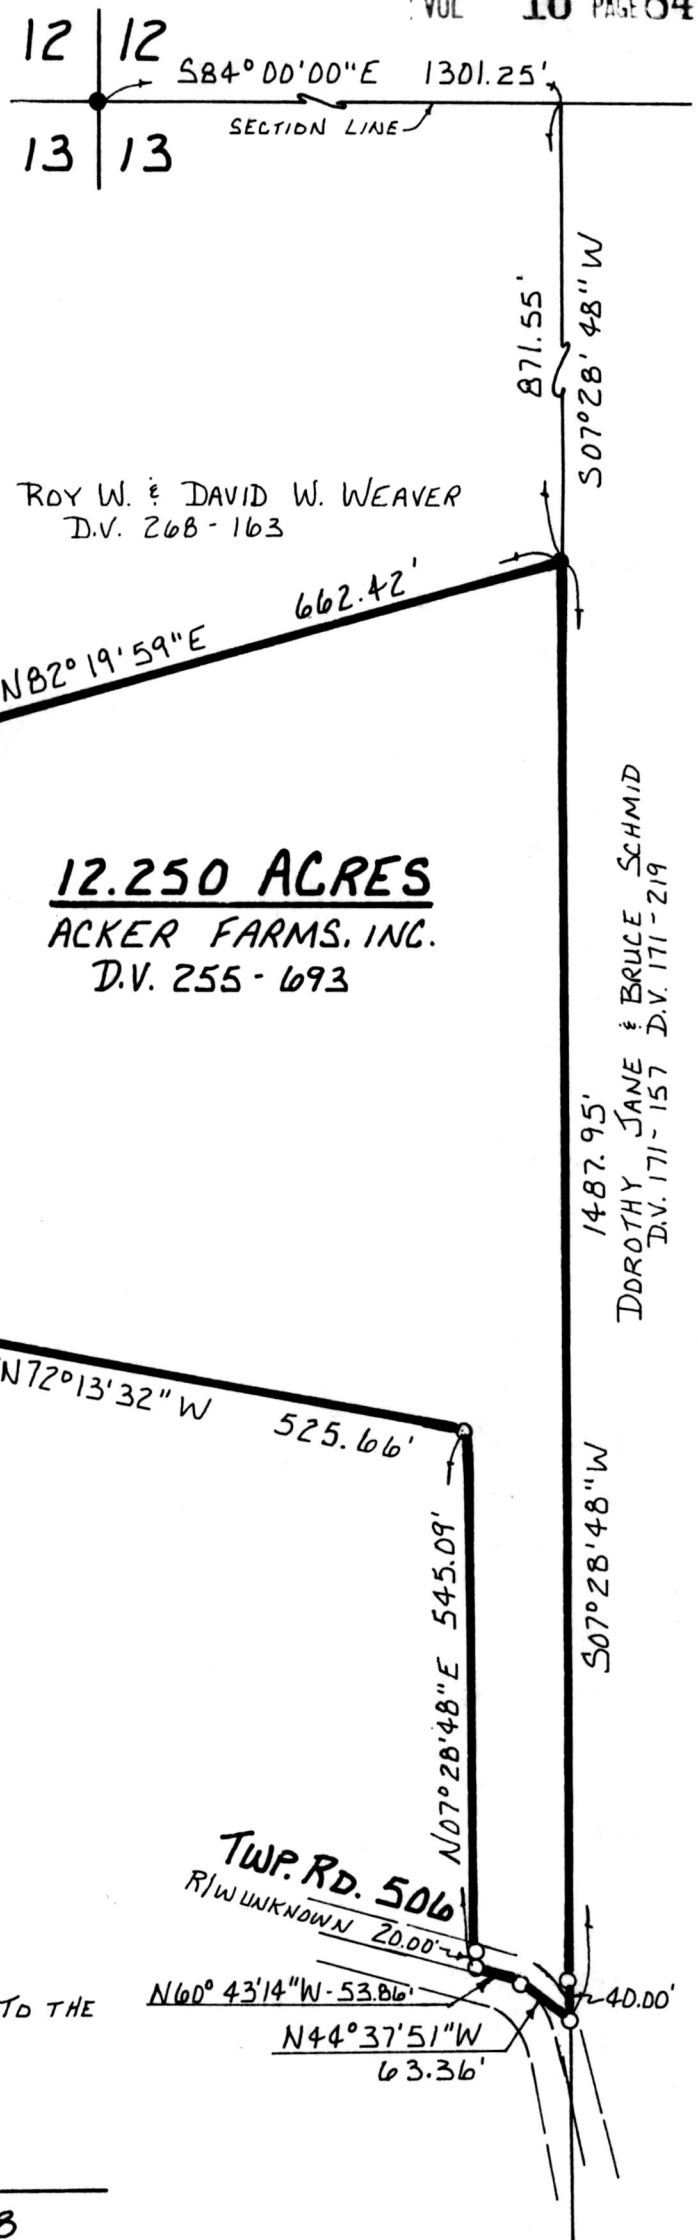 VOL 10 PAGE 64
12 12
S84°00'00"E 1301.25'
13 13
SECTION LINE
871.55'
S07°28'48"W
ROY W. & DAVID W. WEAVER
D.V. 268-163
662.42'
N82°19'59"E
12.250 ACRES
ACKER FARMS, INC.
D.V. 255-693
DOROTHY JANE & BRUCE SCHMID
D.V. 171-157 D.V. 171-219
1487.95'
N72°13'32"W 525.66'
S07°28'48"W
N07°28'48"E 545.09'
TWP. RD. 506
R/W UNKNOWN 20.00'
TO THE
N60°43'14"W-53.86'
40.00'
N44°37'51"W
63.36'